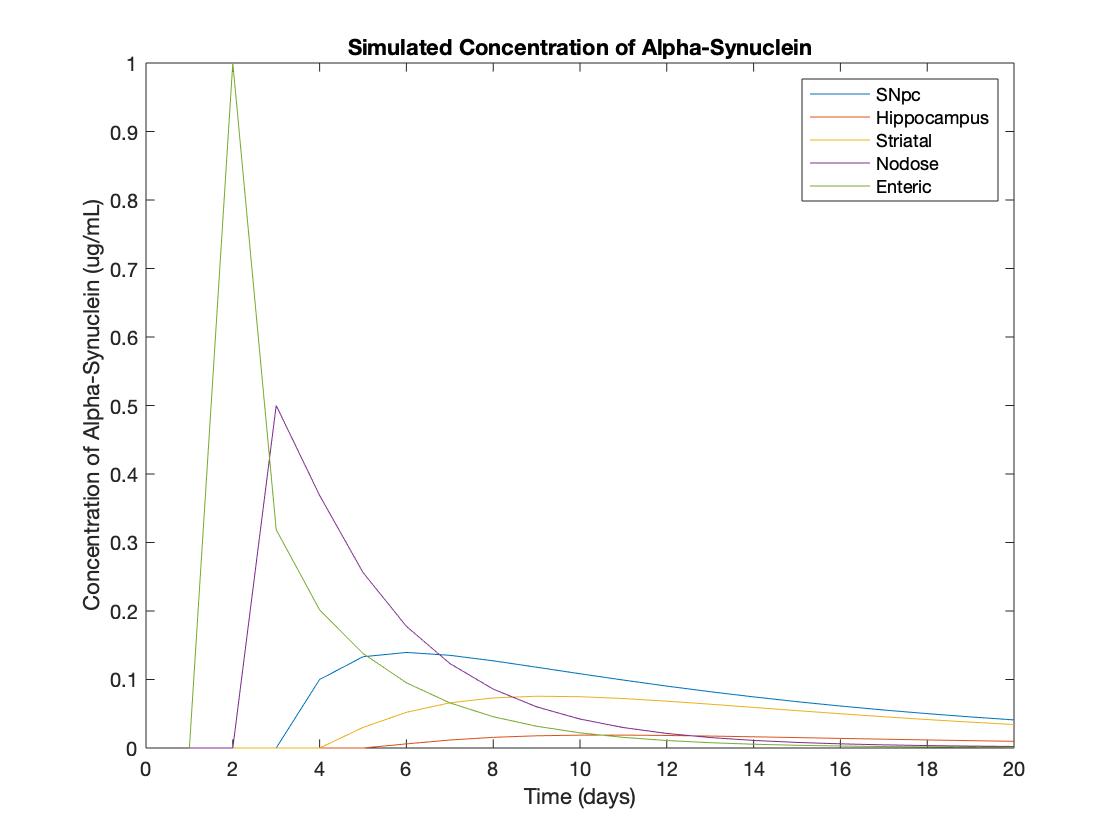 Simulated Concentration of Alpha-Synuclein
SNpc
Hippocampus
Striatal
Nodose
Enteric
Concentration of Alpha-Synuclein (ug/mL)
1
0.9
0.8
0.7
0.6
0.5
0.4
0.3
0.2
0.1
0
0 2 4 6 8 10 12 14 16 18 20
Time (days)